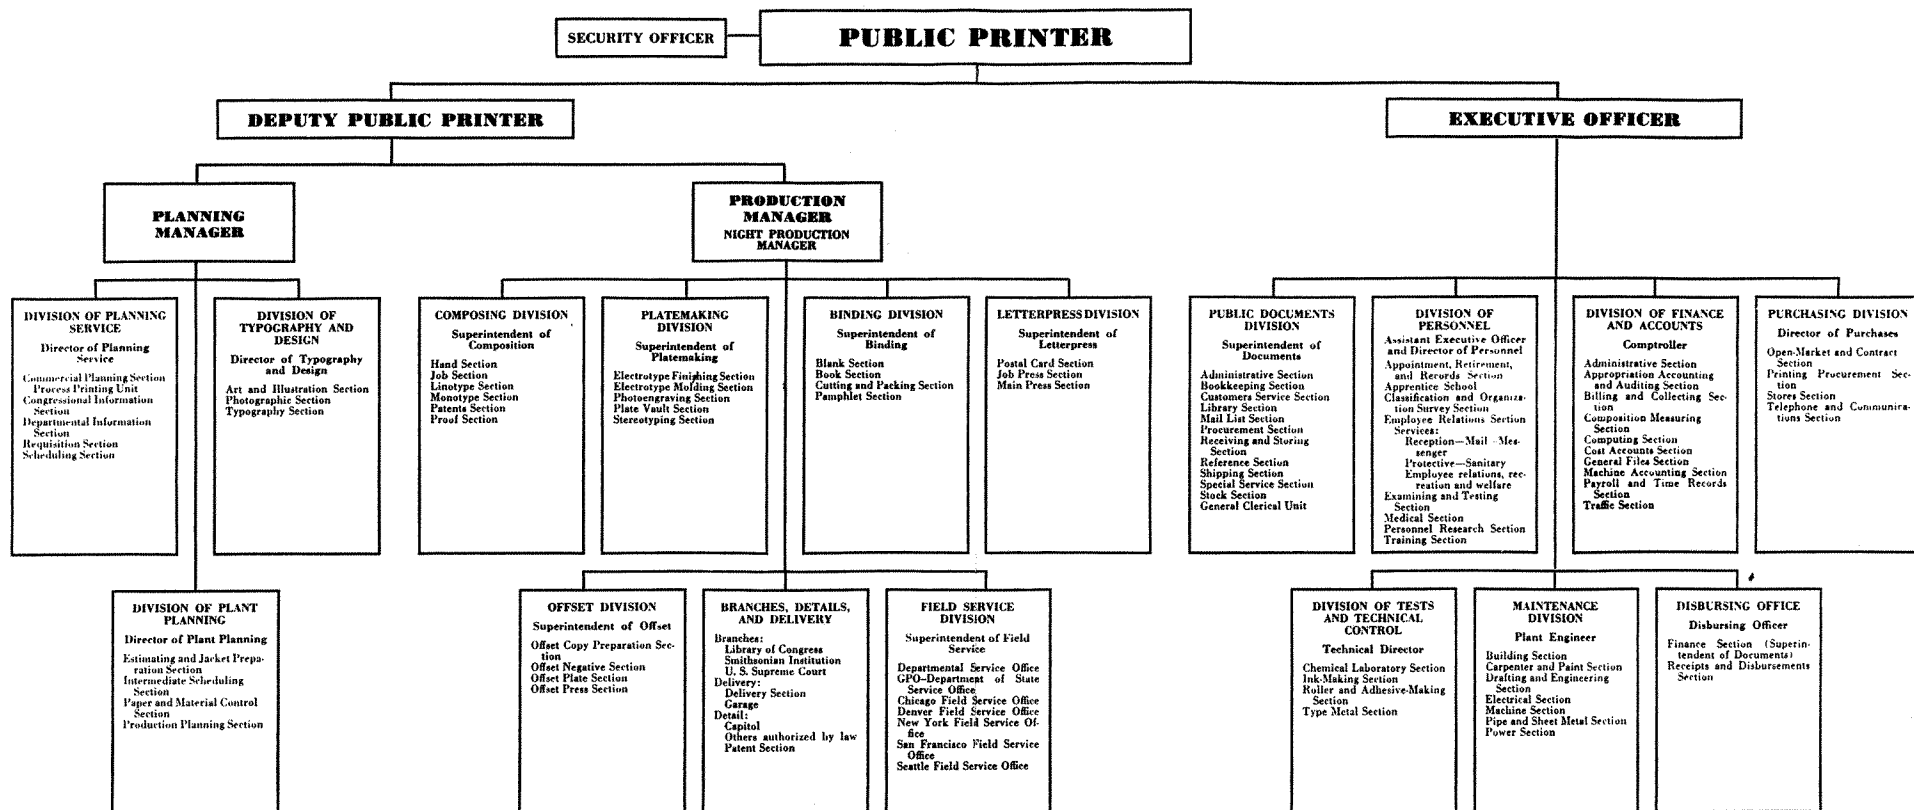 SECURITY OFFICER
PUBLIC PRINTER
DEPUTY PUBLIC PRINTER
EXECUTIVE OFFICER
PLANNING
MANAGER
PRODUCTION
MANAGER
NIGHT PRODUCTION
MANAGER
DIVISION OF PLANNING
SERVICE
Director of Planning
Service
Commercial Planning Section
Process Printing Unit
Congressional Information
Section
Departmental Information
Section
Requisition Section
Scheduling Section
DIVISION OF
TYPOGRAPHY AND
DESIGN
Director of Typography
and Design
Art and Illustration Section
Photographic Section
Typography Section
COMPOSING DIVISION
Superintendent of
Composition
Hand Section
Job Section
Linotype Section
Monotype Section
Patents Section
Proof Section
PLATEMAKING
DIVISION
Superintendent of
Platemaking
Electrotype Finishing Section
Electrotype Molding Section
Photoengraving Section
Plate Vault Section
Stereotyping Section
BINDING DIVISION
Superintendent of
Binding
Blank Section
Book Section
Cutting and Packing Section
Pamphlet Section
LETTERPRESS DIVISION
Superintendent of
Letterpress
Postal Card Section
Job Press Section
Main Press Section
PUBLIC DOCUMENTS
DIVISION
Superintendent of
Documents
Administrative Section
Bookkeeping Section
Customers Service Section
Library Section
Mail List Section
Procurement Section
Receiving and Storing
Section
Reference Section
Shipping Section
Special Service Section
Stock Section
General Clerical Unit
DIVISION OF
PERSONNEL
Assistant Executive Officer
and Director of Personnel
Appointment, Retirement,
and Records Section
Apprentice School
Classification and Organiza-
tion Survey Section
Employee Relations Section
Services:
Reception—Mail—Mes-
senger
Protective—Sanitary
Employee relations, rec-
reation and welfare
Examining and Testing
Section
Medical Section
Personnel Research Section
Training Section
DIVISION OF FINANCE
AND ACCOUNTS
Comptroller
Administrative Section
Appropriation Accounting
and Auditing Section
Billing and Collecting Sec-
tion
Composition Measuring
Section
Computing Section
Cost Accounts Section
General Files Section
Machine Accounting Section
Payroll and Time Records
Section
Traffic Section
PURCHASING DIVISION
Director of Purchases
Open-Market and Contract
Section
Printing Procurement Sec-
tion
Stores Section
Telephone and Communica-
tions Section
DIVISION OF PLANT
PLANNING
Director of Plant Planning
Estimating and Jacket Prepa-
ration Section
Intermediate Scheduling
Section
Paper and Material Control
Section
Production Planning Section
OFFSET DIVISION
Superintendent of Offset
Offset Copy Preparation Sec-
tion
Offset Negative Section
Offset Plate Section
Offset Press Section
BRANCHES, DETAILS,
AND DELIVERY
Branches:
Library of Congress
Smithsonian Institution
U. S. Supreme Court
Delivery:
Delivery Section
Garage
Detail:
Capitol
Others authorized by law
Patent Section
FIELD SERVICE
DIVISION
Superintendent of Field
Service
Departmental Service Office
GPO-Department of State
Service Office
Chicago Field Service Office
Denver Field Service Office
New York Field Service Of-
fice
San Francisco Field Service
Office
Seattle Field Service Office
DIVISION OF TESTS
AND TECHNICAL
CONTROL
Technical Director
Chemical Laboratory Section
Ink-Making Section
Roller and Adhesive-Making
Section
Type Metal Section
MAINTENANCE
DIVISION
Plant Engineer
Building Section
Carpenter and Paint Section
Drafting and Engineering
Section
Electrical Section
Machine Section
Pipe and Sheet Metal Section
Power Section
DISBURSING OFFICE
Disbursing Officer
Finance Section (Superin-
tendent of Documents)
Receipts and Disbursements
Section